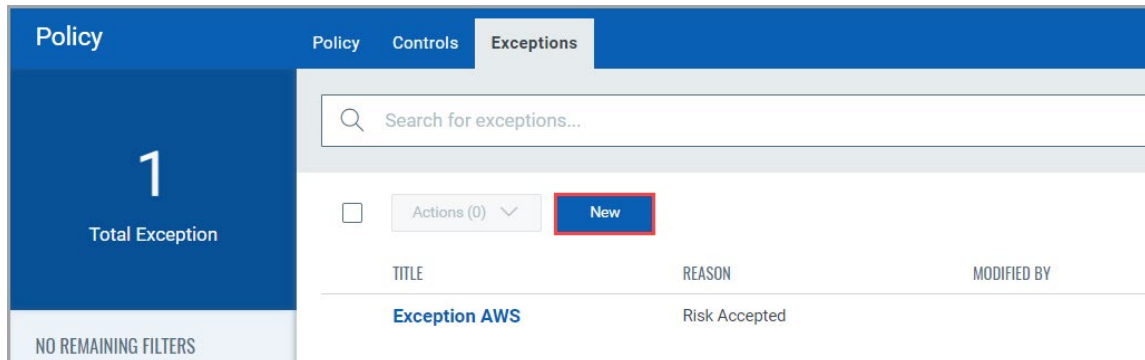 Policy
Policy Controls Exceptions
Search for exceptions...
1
Total Exception
Actions (0) New
TITLE REASON MODIFIED BY
Exception AWS Risk Accepted
NO REMAINING FILTERS